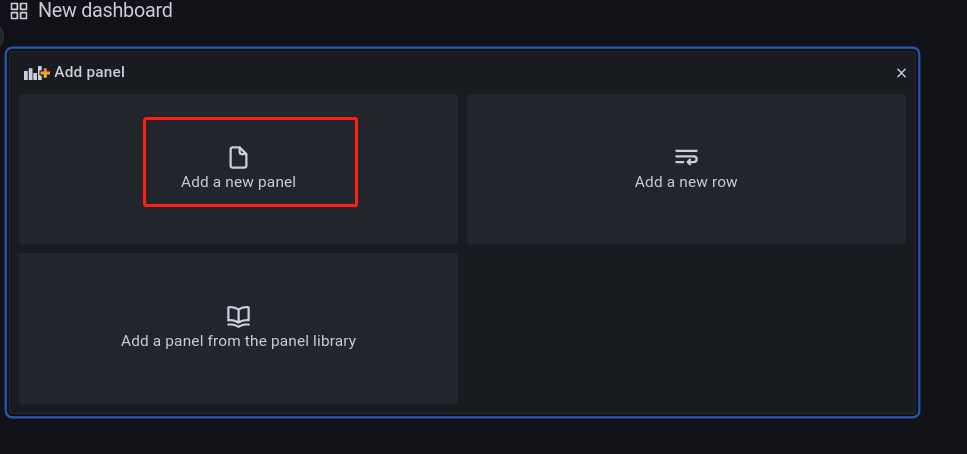 New dashboard
Add panel
Add a new panel
Add a new row
Add a panel from the panel library